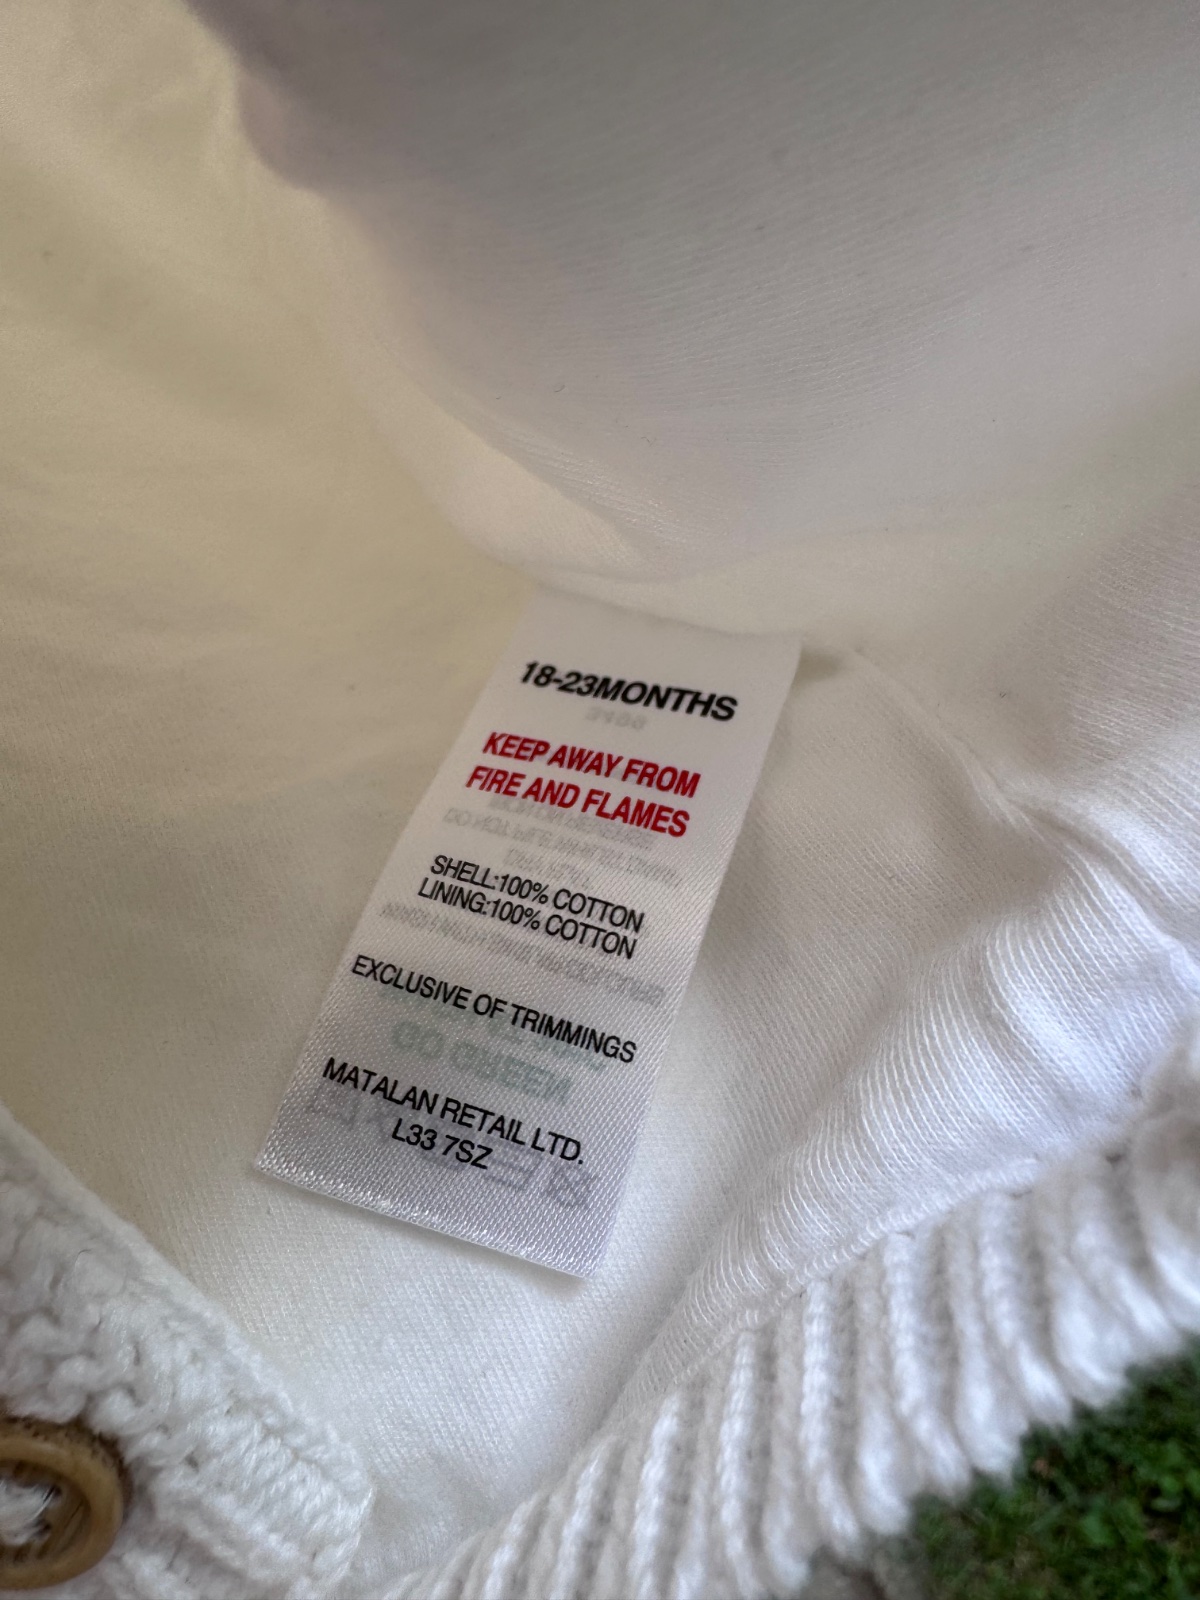 18-23MONTHS
KEEP AWAY FROM
FIRE AND FLAMES
SHELL:100% COTTON
LINING:100% COTTON
EXCLUSIVE OF TRIMMINGS
MATALAN RETAIL LTD.
L33 7SZ